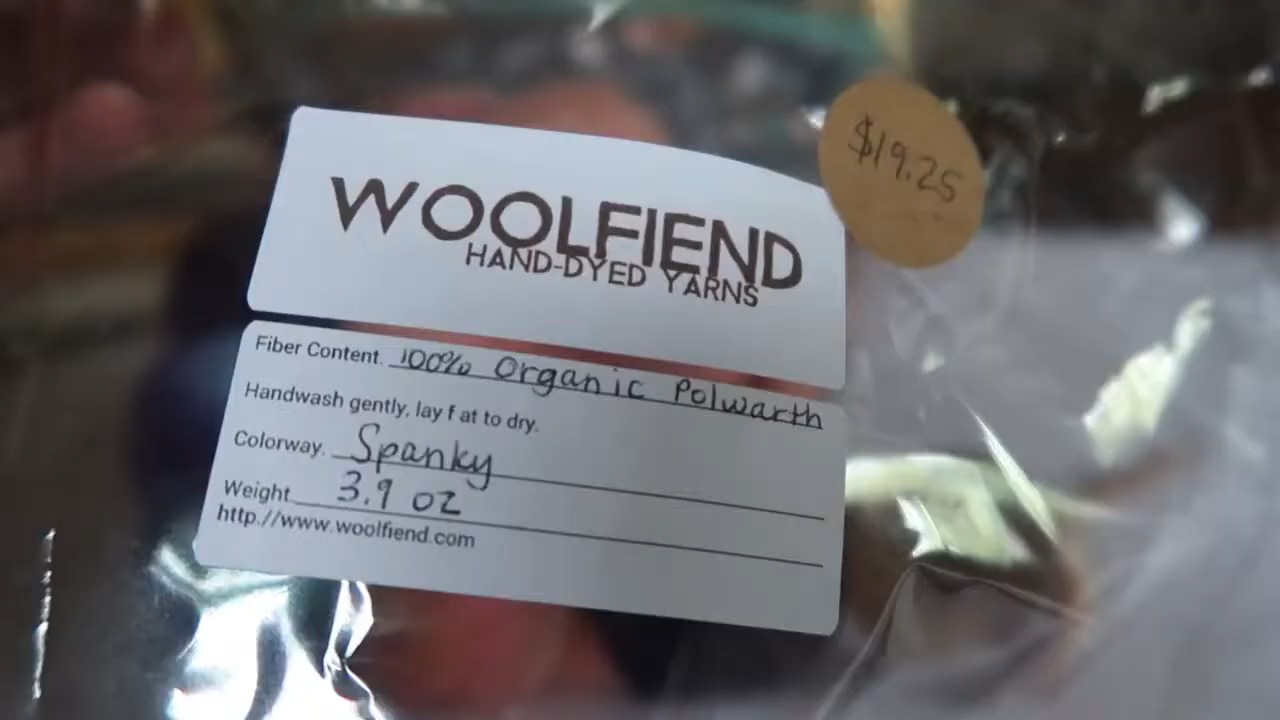 WOOLFIEND
HAND-DYED YARNS
$19.25
Fiber Content. 100% Organic Polwarth
Handwash gently, lay f at to dry.
Colorway. Spanky
Weight 3.9 oz
http.//www.woolfiend.com